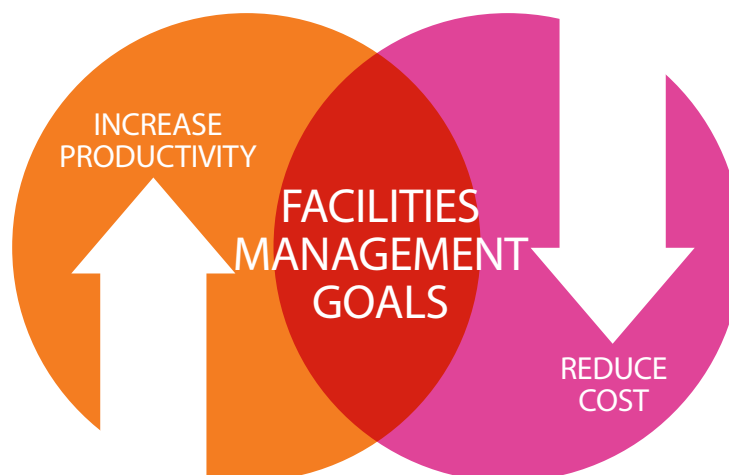 INCREASE
PRODUCTIVITY
FACILITIES
MANAGEMENT
GOALS
REDUCE
COST